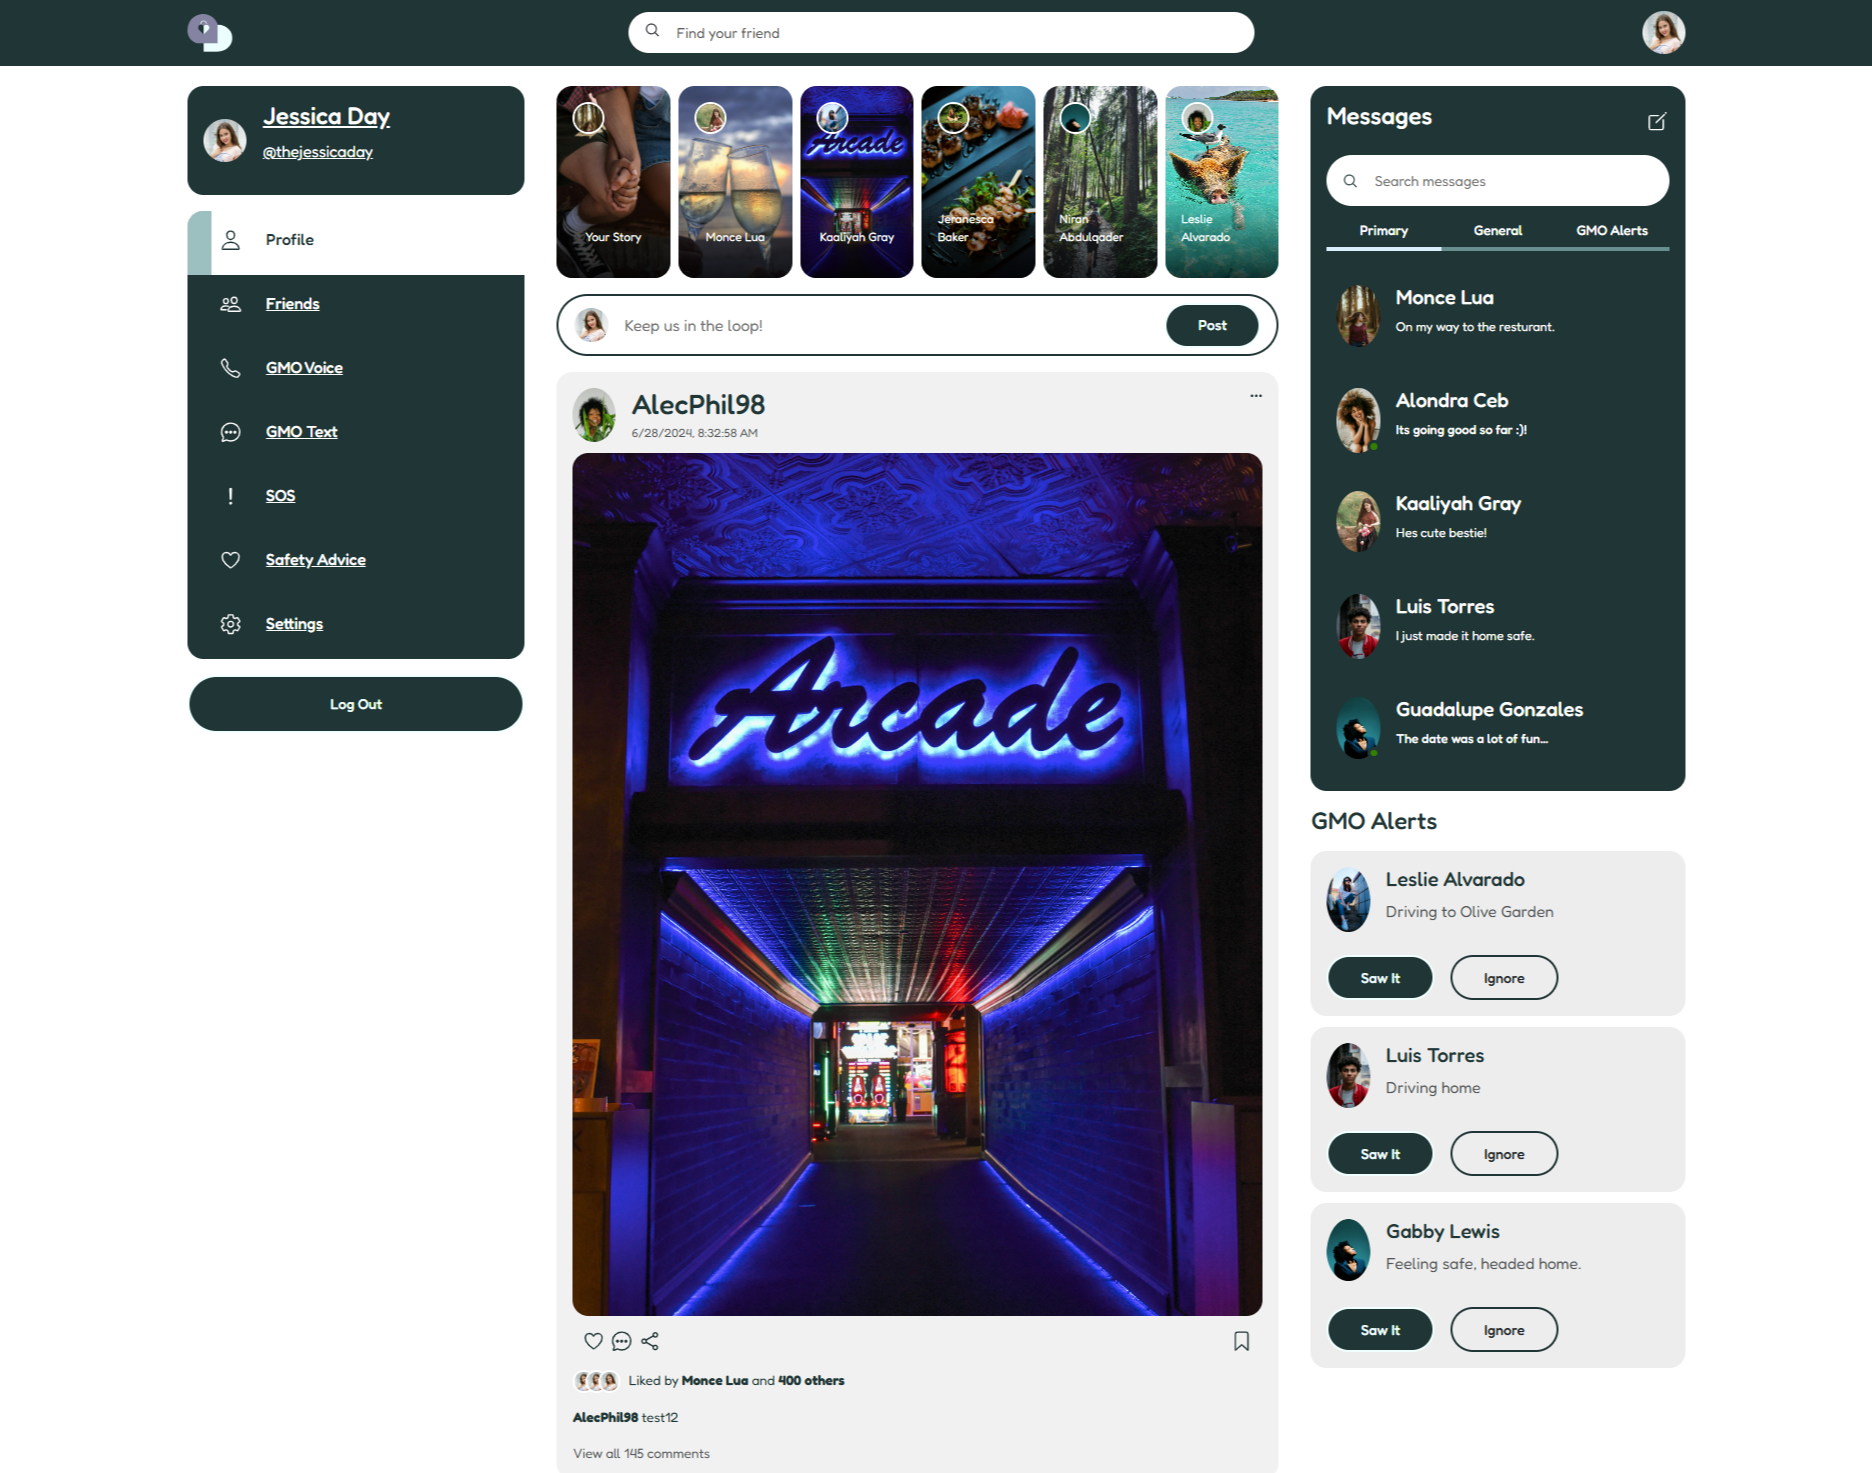 Find your friend
Jessica Day
@thejessicaday
Profile
Friends
GMO Voice
GMO Text
SOS
Safety Advice
Settings
Log Out
Your Story
Monce Lua
Arcade
Kaaliyah Gray
Jeranesca
Baker
Niran
Abdulqader
Leslie
Alvarado
Keep us in the loop!
Post
AlecPhil98
6/28/2024, 8:32:58 AM
...
Arcade
Liked by Monce Lua and 400 others
AlecPhil98 test12
View all 145 comments
Messages
Search messages
Primary General GMO Alerts
Monce Lua
On my way to the resturant.
Alondra Ceb
Its going good so far :)!
Kaaliyah Gray
Hes cute bestie!
Luis Torres
I just made it home safe.
Guadalupe Gonzales
The date was a lot of fun...
GMO Alerts
Leslie Alvarado
Driving to Olive Garden
Saw It Ignore
Luis Torres
Driving home
Saw It Ignore
Gabby Lewis
Feeling safe, headed home.
Saw It Ignore